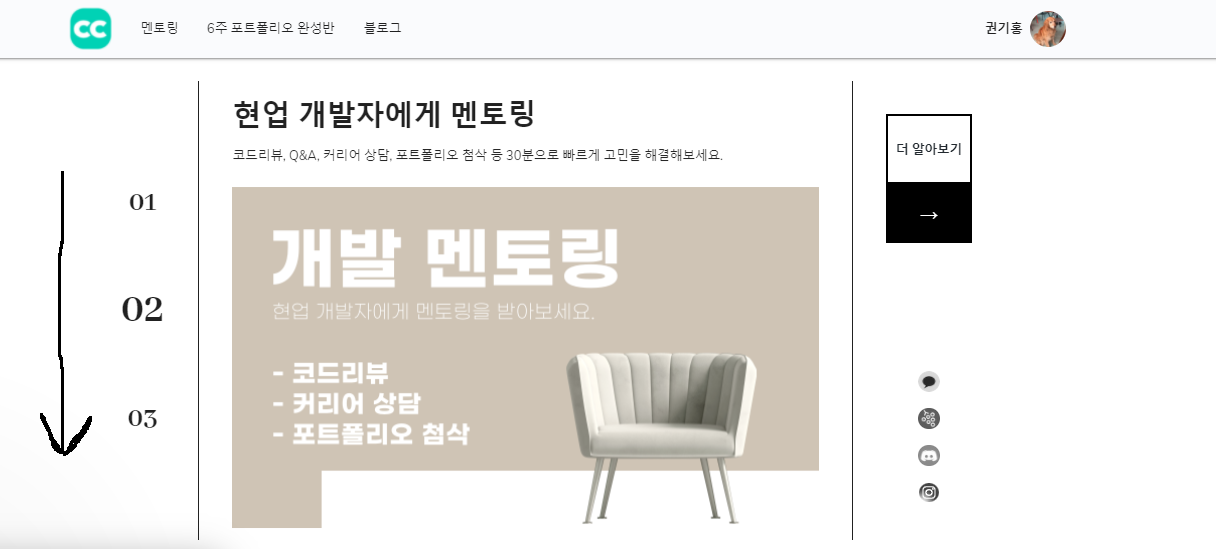 cc 멘토링 6주 포트폴리오 완성반 블로그 권기홍
현업 개발자에게 멘토링
코드리뷰, Q&A, 커리어 상담, 포트폴리오 첨삭 등 30분으로 빠르게 고민을 해결해보세요.
01
02
03
개발 멘토링
현업 개발자에게 멘토링을 받아보세요.
- 코드리뷰
- 커리어 상담
- 포트폴리오 첨삭
더 알아보기
→